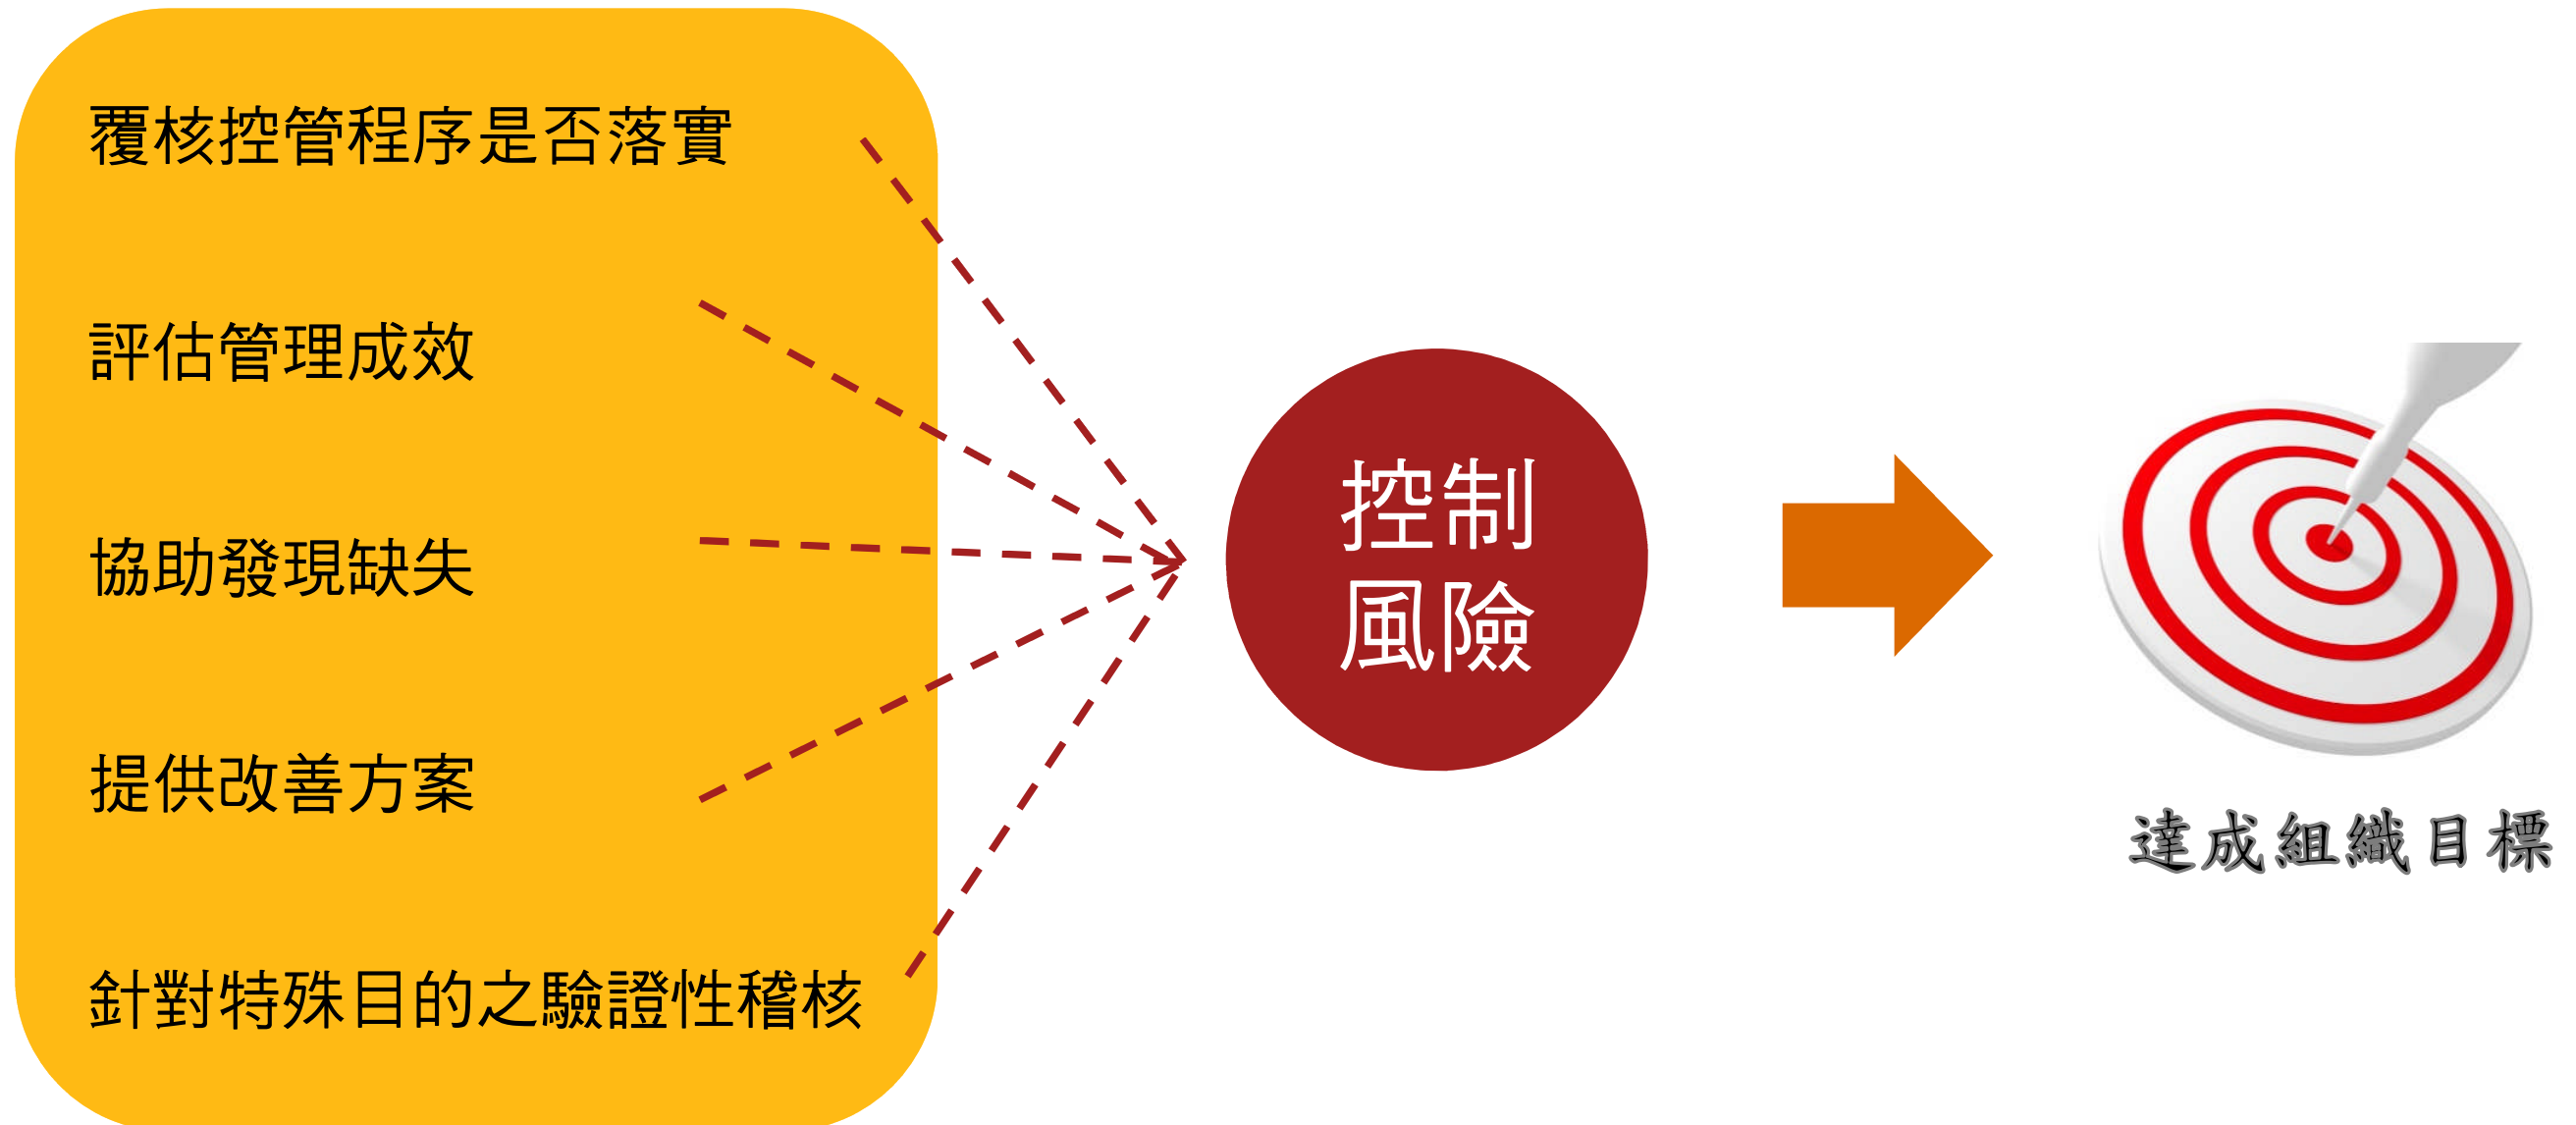 覆核控管程序是否落實
評估管理成效
協助發現缺失
提供改善方案
針對特殊目的之驗證性稽核
控制
風險
達成組織目標